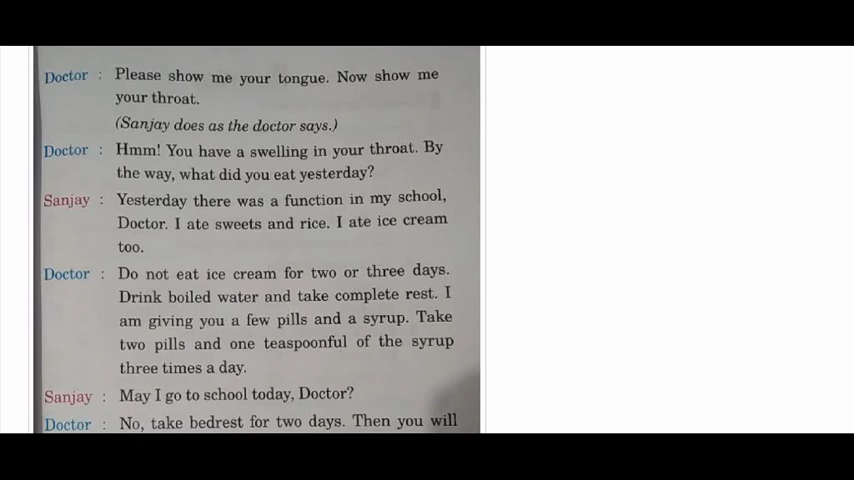 Doctor : Please show me your tongue. Now show me
your throat.
(Sanjay does as the doctor says.)
Doctor : Hmm! You have a swelling in your throat. By
the way, what did you eat yesterday?
Sanjay : Yesterday there was a function in my school,
Doctor. I ate sweets and rice. I ate ice cream
too.
Doctor : Do not eat ice cream for two or three days.
Drink boiled water and take complete rest. I
am giving you a few pills and a syrup. Take
two pills and one teaspoonful of the syrup
three times a day.
Sanjay : May I go to school today, Doctor?
Doctor : No, take bedrest for two days. Then you will